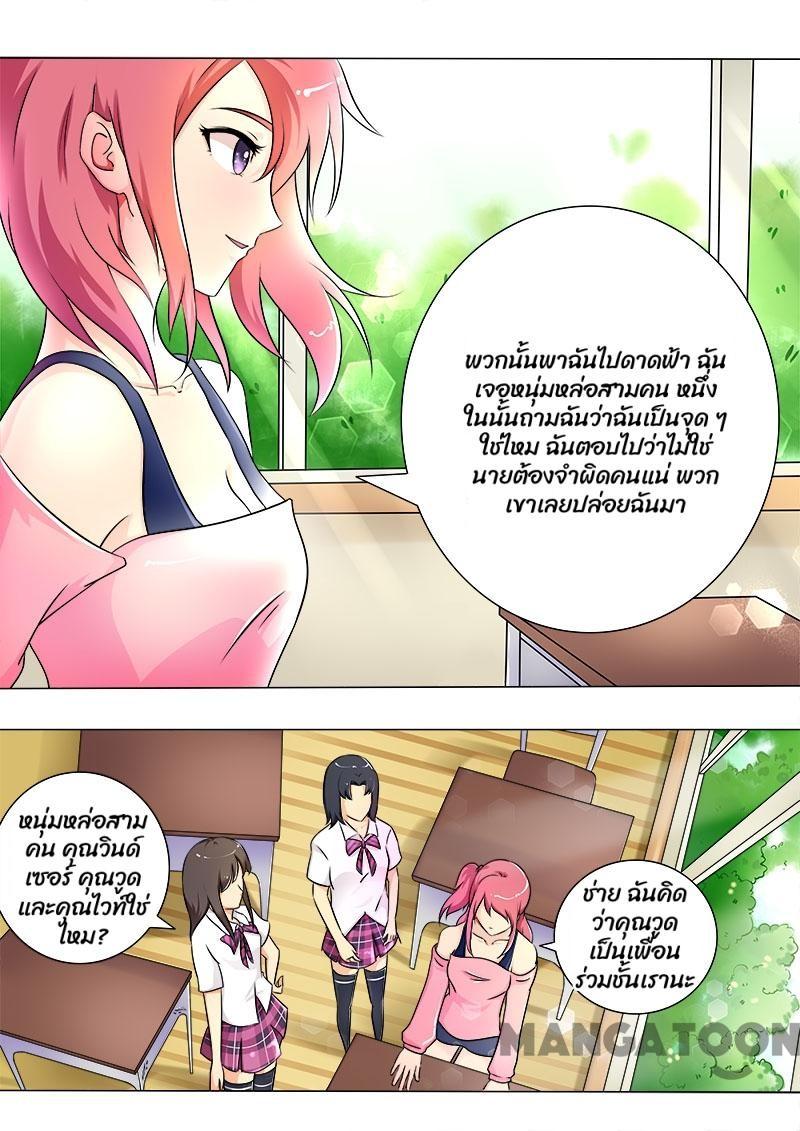 พวกนั้นพาฉันไปดาดฟ้า ฉัน
เจอหนุ่มหล่อสามคน หนึ่ง
ในนั้นถามฉันว่าฉันเป็นจุด ๆ
ใช่ไหม ฉันตอบไปว่าไม่ใช่
นายต้องจำผิดคนแน่ พวก
เขาเลยปล่อยฉันมา
หนุ่มหล่อสาม
คน คุณวินด์
เซอร์ คุณวูด
และคุณไวท์ใช่
ไหม?
ช่าย ฉันคิด
ว่าคุณวูด
เป็นเพื่อน
ร่วมชั้นเรานะ
MANGATOON